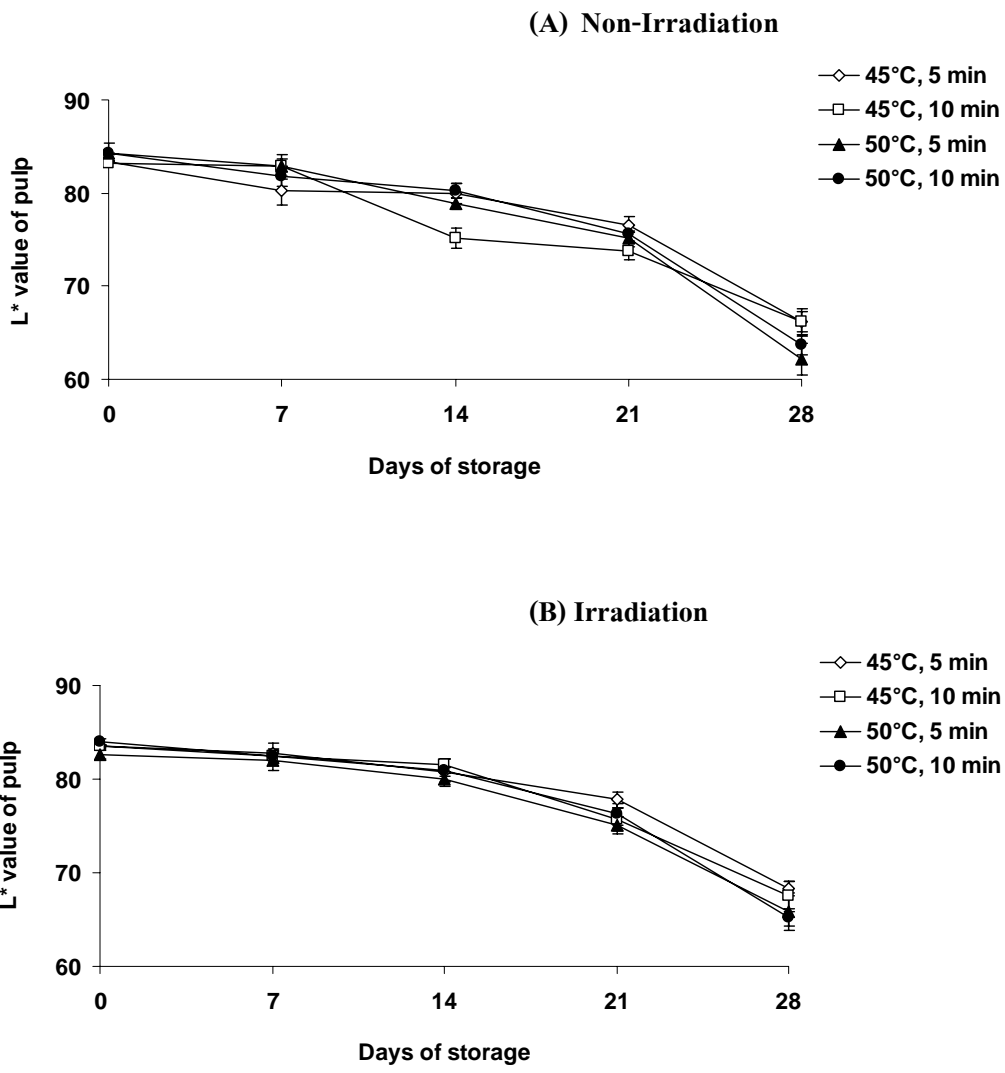 (A) Non-Irradiation
45°C, 5 min
45°C, 10 min
50°C, 5 min
50°C, 10 min
90
80
70
60
L* value of pulp
0 7 14 21 28
Days of storage
(B) Irradiation
45°C, 5 min
45°C, 10 min
50°C, 5 min
50°C, 10 min
90
80
70
60
L* value of pulp
0 7 14 21 28
Days of storage